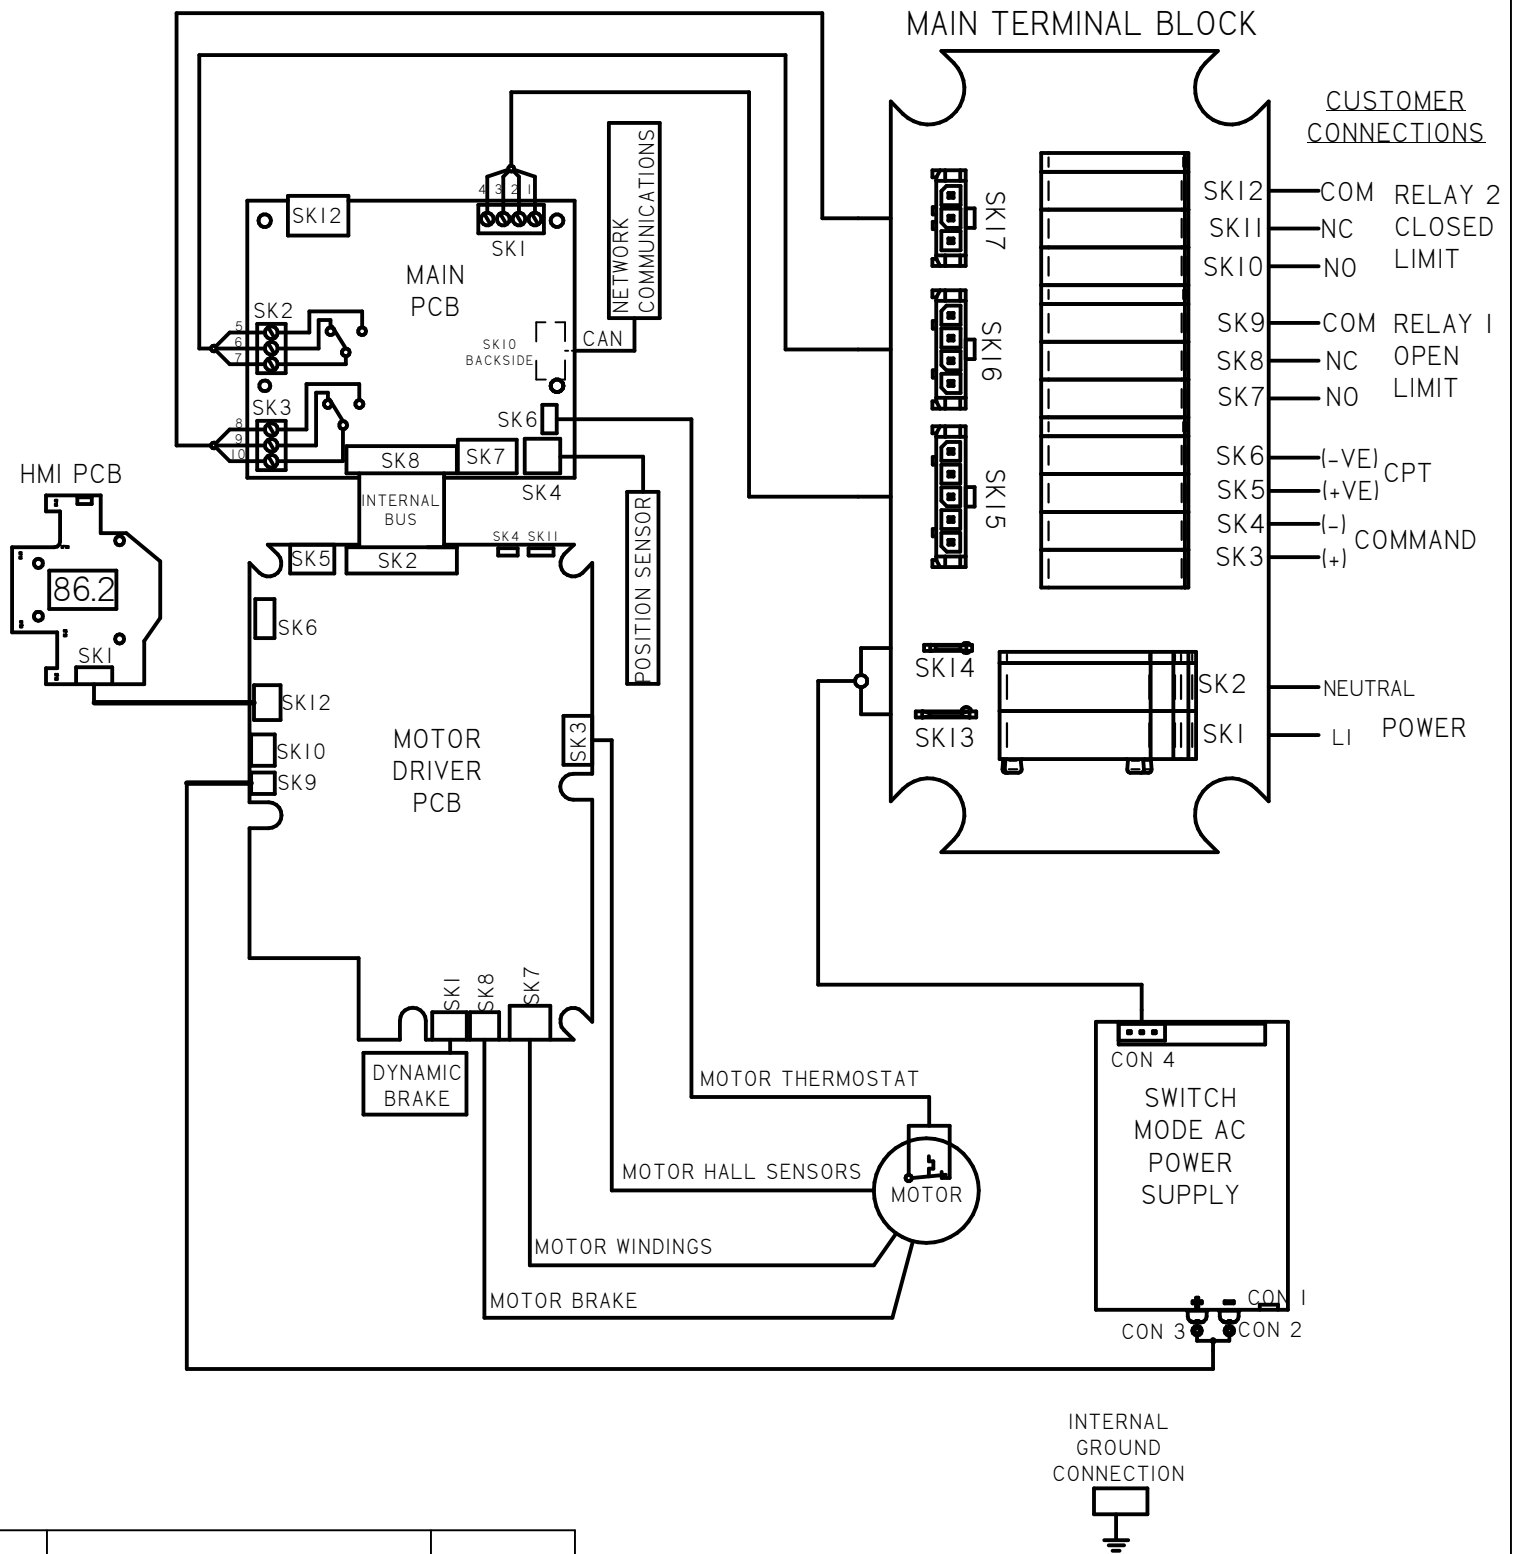 MAIN TERMINAL BLOCK
CUSTOMER
CONNECTIONS
SK12
COM
RELAY 2
SK11
NC
CLOSED
SK10
NO
LIMIT
SK9
COM
RELAY 1
SK8
NC
OPEN
SK7
NO
LIMIT
SK6
(-VE)
CPT
SK5
(+VE)
SK4
(-)
COMMAND
SK3
(+)
SK2
NEUTRAL
SK1
L1
POWER
SK17
SK16
SK15
SK14
SK13
NETWORK
COMMUNICATIONS
4 3 2 1
SK12
SK1
MAIN
PCB
SK2
5
6
7
SK10
BACKSIDE
CAN
SK3
8
9
10
SK6
SK8
SK7
SK4
INTERNAL
BUS
POSITION SENSOR
HMI PCB
86.2
SK1
SK4 SK11
SK5
SK2
SK6
SK12
SK10
SK9
SK3
MOTOR
DRIVER
PCB
SK1
SK8
SK7
DYNAMIC
BRAKE
MOTOR THERMOSTAT
MOTOR HALL SENSORS
MOTOR
MOTOR WINDINGS
MOTOR BRAKE
CON 4
SWITCH
MODE AC
POWER
SUPPLY
+ -
CON 1
CON 3
CON 2
INTERNAL
GROUND
CONNECTION